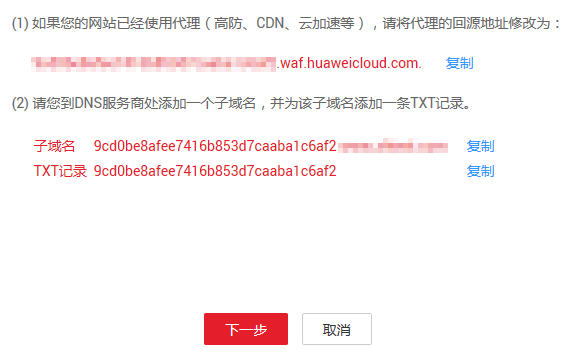 (1) 如果您的网站已经使用代理（高防、CDN、云加速等），请将代理的回源地址修改为：
.waf.huaweicloud.com. 复制
(2) 请您到DNS服务商处添加一个子域名，并为该子域名添加一条TXT记录。
子域名 9cd0be8afee7416b853d7caaba1c6af2 复制
TXT记录 9cd0be8afee7416b853d7caaba1c6af2 复制
下一步 取消